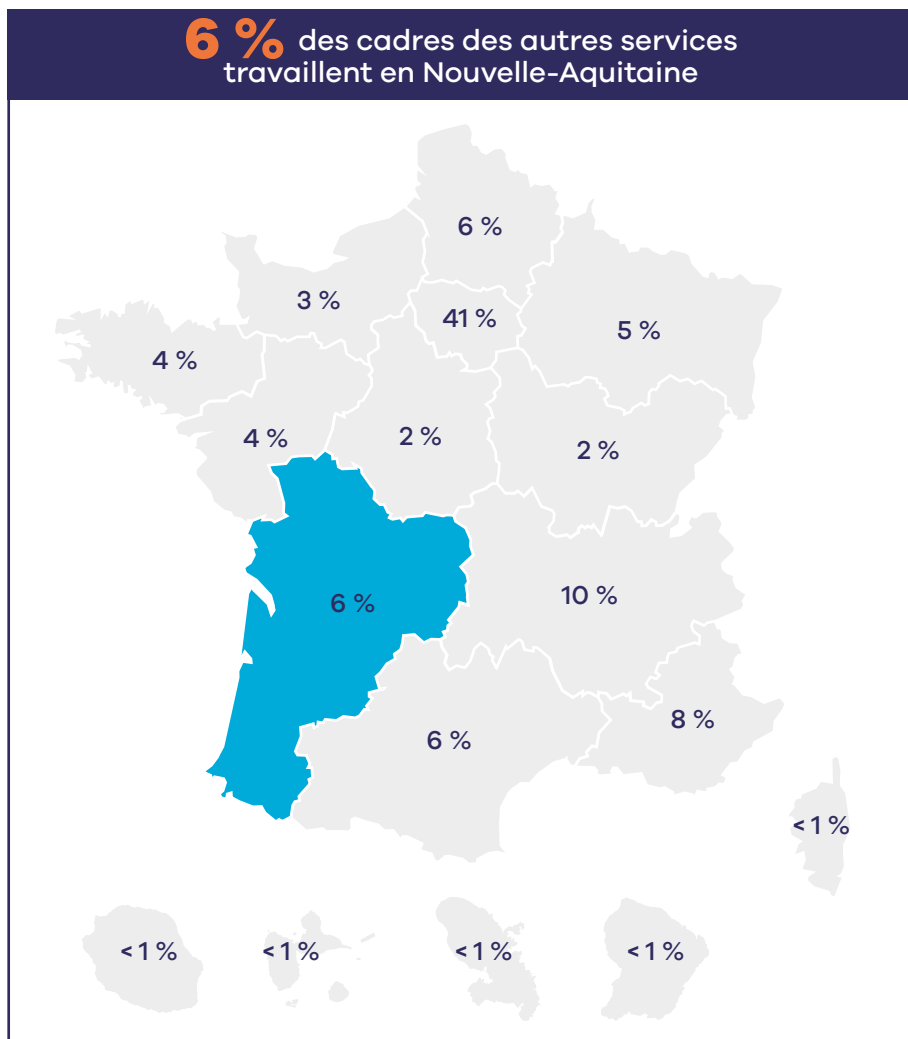 6 % des cadres des autres services
travaillent en Nouvelle-Aquitaine
6 %
3 %
41 %
5 %
4 %
4 %
2 %
2 %
6 %
10 %
6 %
8 %
< 1 %
< 1 %
< 1 %
< 1 %
< 1 %